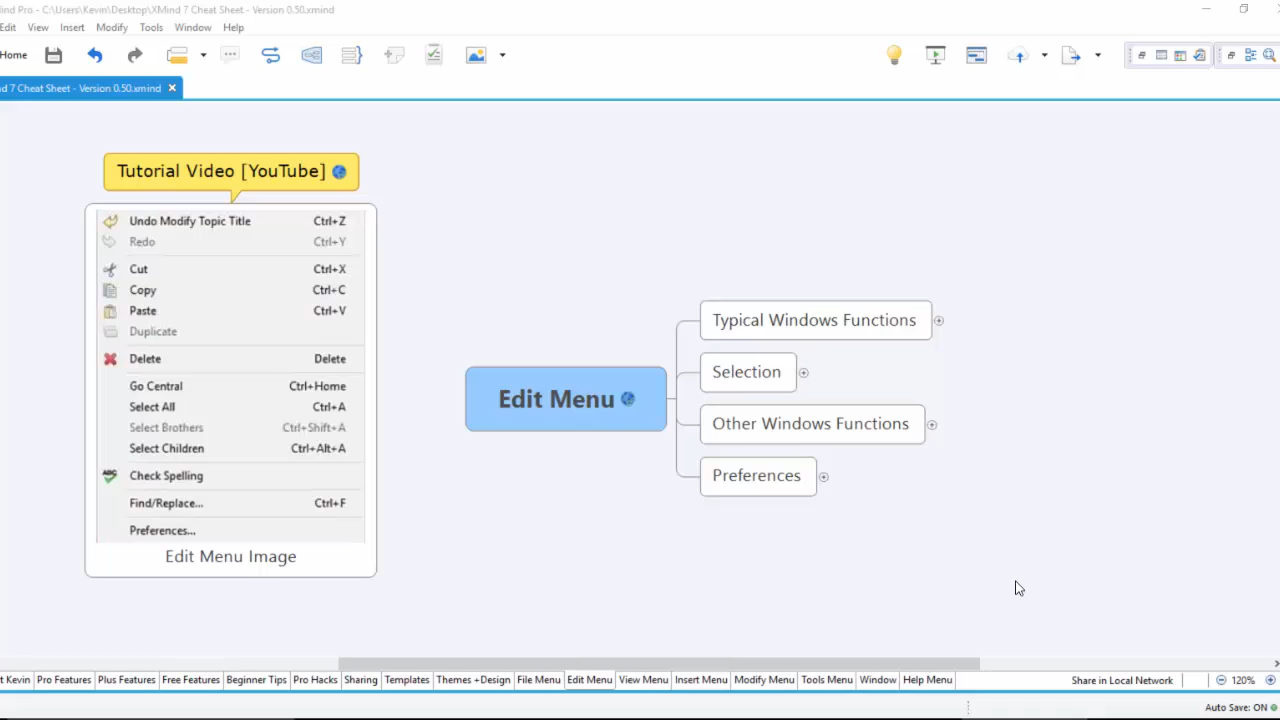 ind Pro - C:\Users\Kevin\Desktop\XMind 7 Cheat Sheet - Version 0.50.xmind
Edit View Insert Modify Tools Window Help
Home
d 7 Cheat Sheet - Version 0.50.xmind
Tutorial Video [YouTube]
Undo Modify Topic Title Ctrl+Z
Redo Ctrl+Y
Cut Ctrl+X
Copy Ctrl+C
Paste Ctrl+V
Duplicate
Delete Delete
Go Central Ctrl+Home
Select All Ctrl+A
Select Brothers Ctrl+Shift+A
Select Children Ctrl+Alt+A
ABC Check Spelling
Find/Replace... Ctrl+F
Preferences...
Edit Menu Image
Edit Menu
Typical Windows Functions
Selection
Other Windows Functions
Preferences
t Kevin Pro Features Plus Features Free Features Beginner Tips Pro Hacks Sharing Templates Themes +Design File Menu Edit Menu View Menu Insert Menu Modify Menu Tools Menu Window Help Menu Share in Local Network 120%
Auto Save: ON